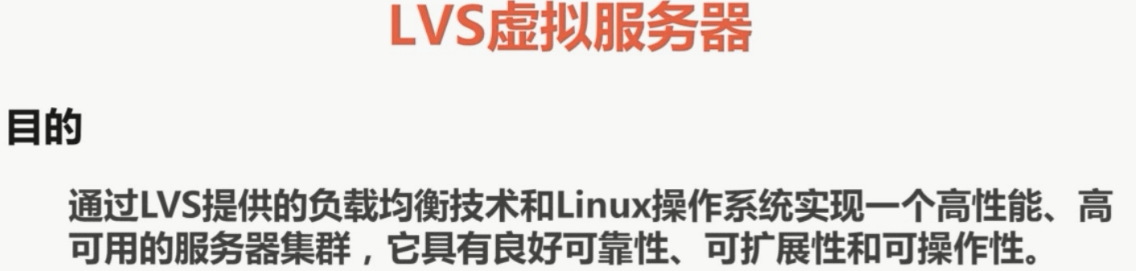 LVS虚拟服务器
目的
通过LVS提供的负载均衡技术和Linux操作系统实现一个高性能、高
可用的服务器集群，它具有良好可靠性、可扩展性和可操作性。